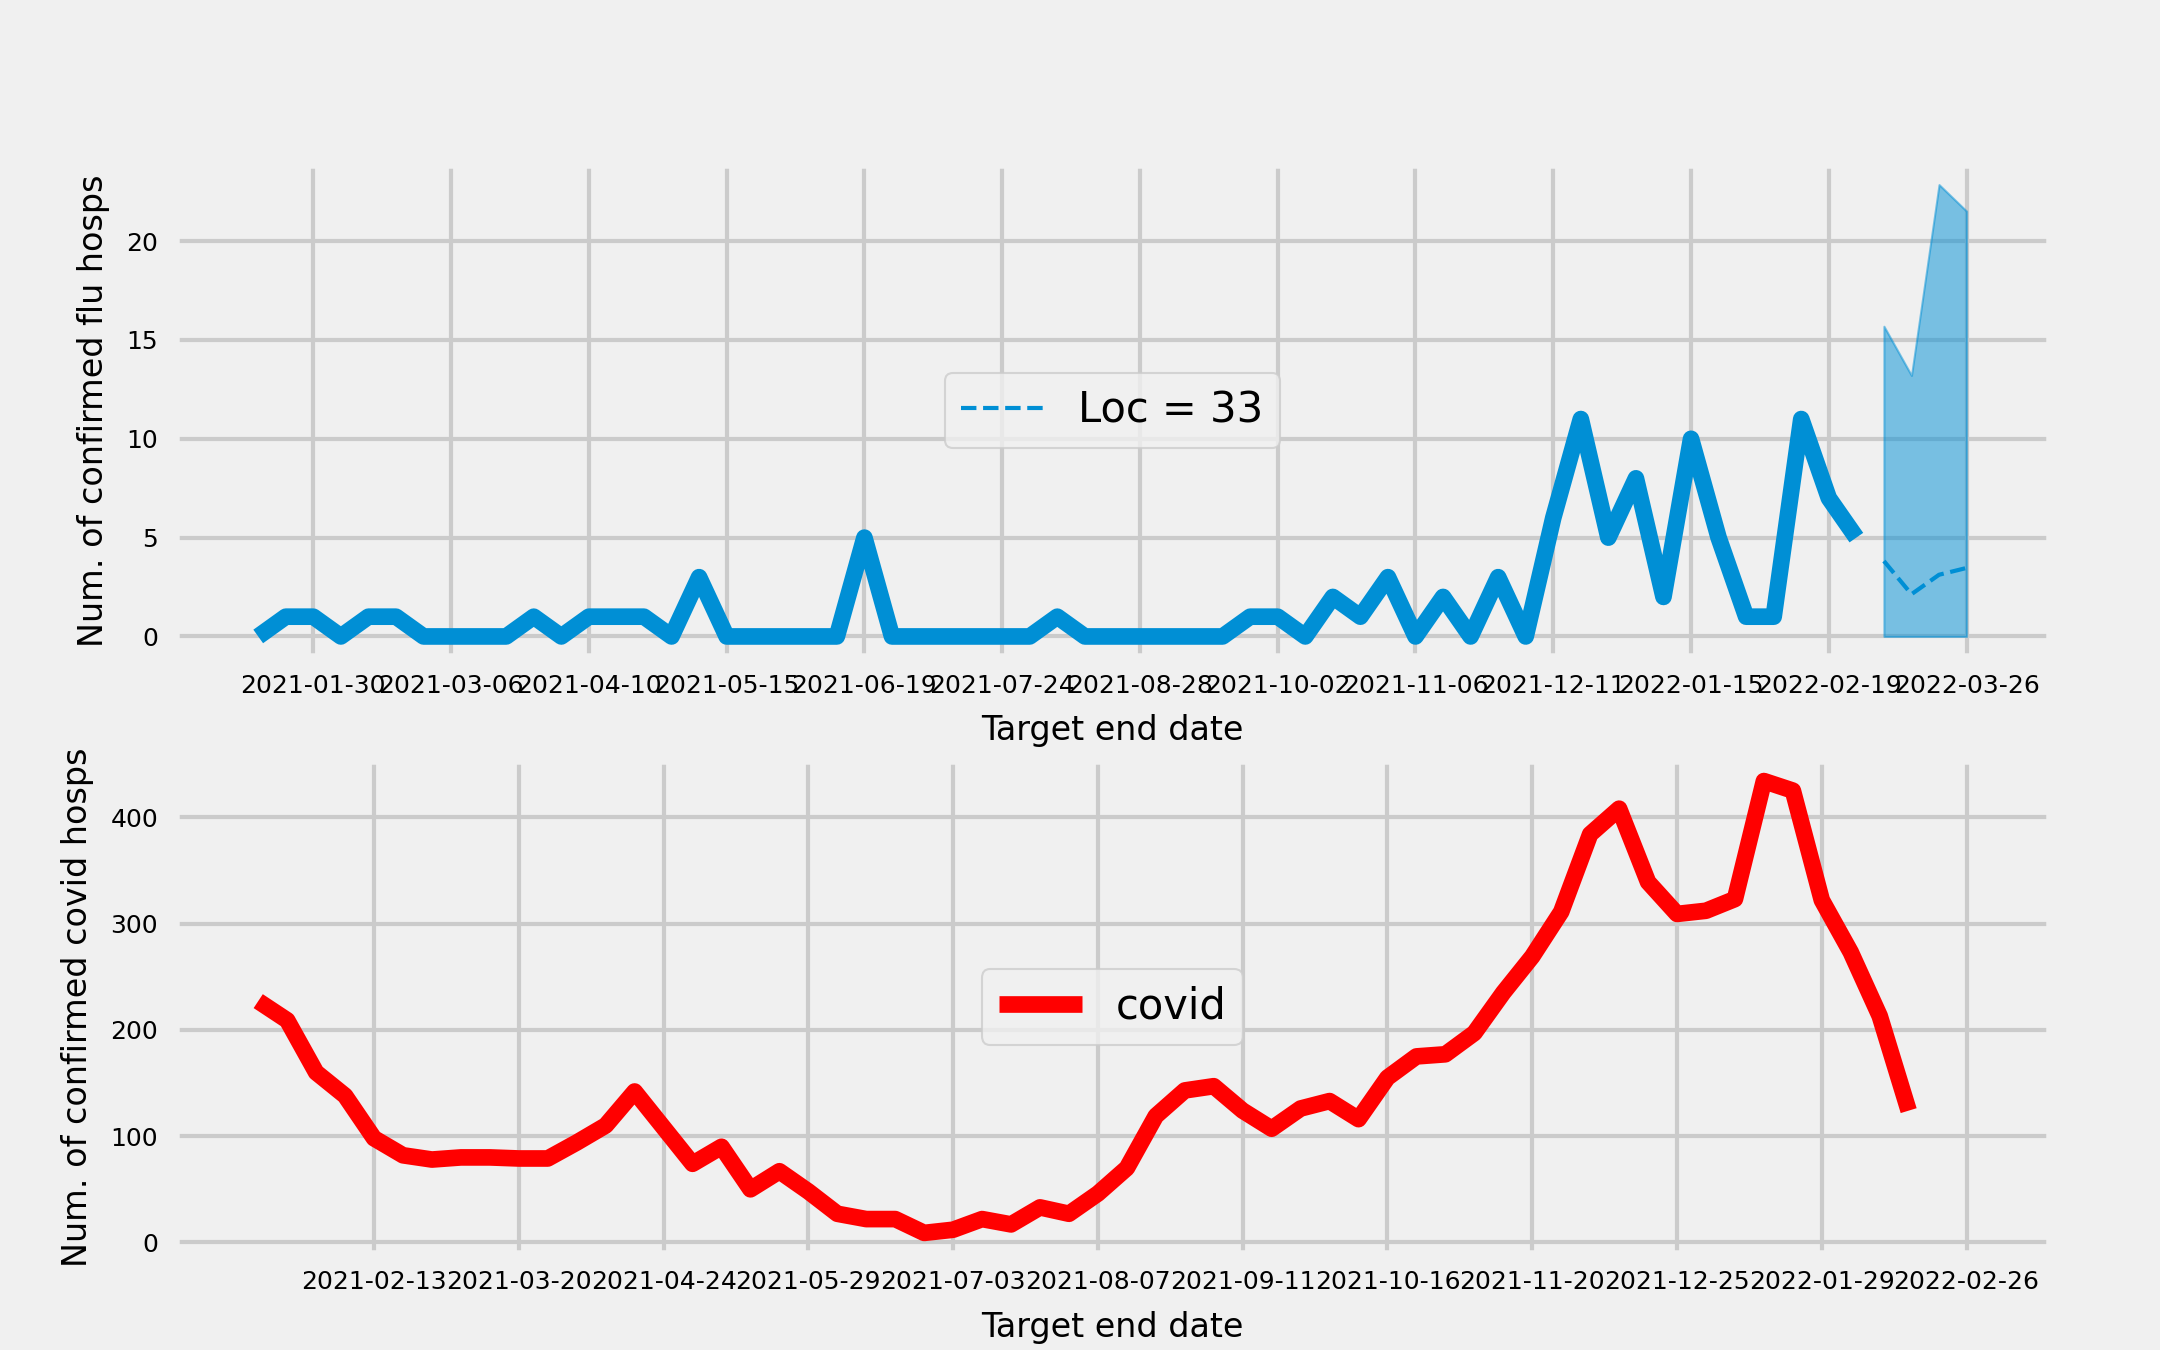 Num. of confirmed flu hosps
20
15
10
5
0
Loc = 33
2021-01-30 2021-03-06 2021-04-10 2021-05-15 2021-06-19 2021-07-24 2021-08-28 2021-10-02 2021-11-06 2021-12-11 2022-01-15 2022-02-19 2022-03-26
Target end date
Num. of confirmed covid hosps
400
300
200
100
0
covid
2021-02-13 2021-03-20 2021-04-24 2021-05-29 2021-07-03 2021-08-07 2021-09-11 2021-10-16 2021-11-20 2021-12-25 2022-01-29 2022-02-26
Target end date